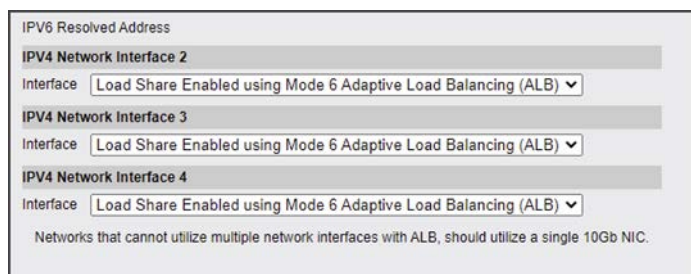 IPV6 Resolved Address
IPV4 Network Interface 2
Interface Load Share Enabled using Mode 6 Adaptive Load Balancing (ALB)
IPV4 Network Interface 3
Interface Load Share Enabled using Mode 6 Adaptive Load Balancing (ALB)
IPV4 Network Interface 4
Interface Load Share Enabled using Mode 6 Adaptive Load Balancing (ALB)
Networks that cannot utilize multiple network interfaces with ALB, should utilize a single 10Gb NIC.